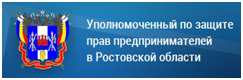 Уполномоченный по защите
прав предпринимателей
в Ростовской области